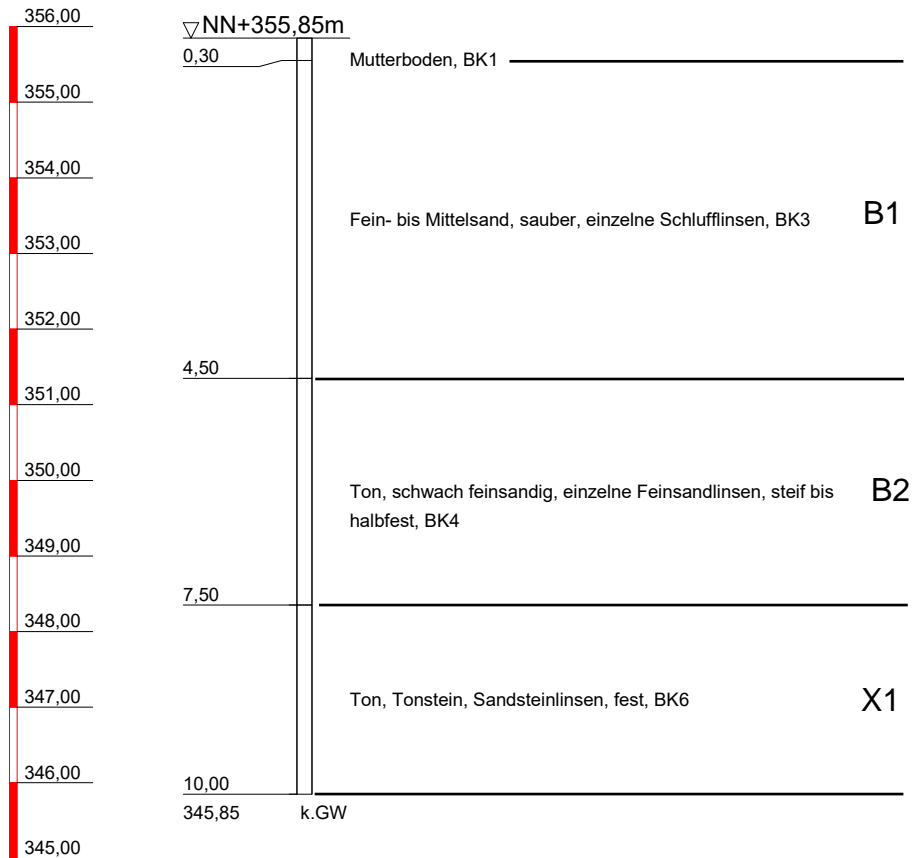 356,00
NN+355,85m
0,30
Mutterboden, BK1
355,00
354,00
Fein- bis Mittelsand, sauber, einzelne Schlufflinsen, BK3
B1
353,00
352,00
4,50
351,00
350,00
Ton, schwach feinsandig, einzelne Feinsandlinsen, steif bis
halbfest, BK4
B2
349,00
7,50
348,00
347,00
Ton, Tonstein, Sandsteinlinsen, fest, BK6
X1
346,00
10,00
345,85
k.GW
345,00